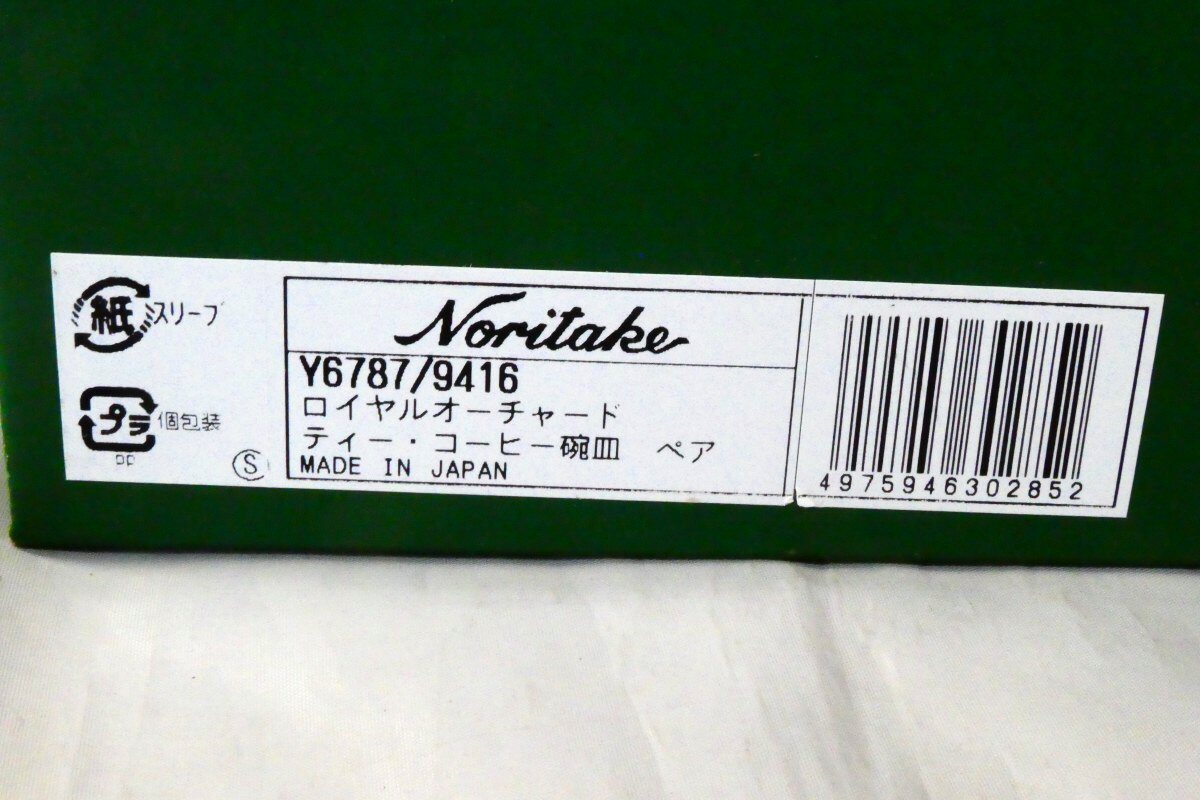 紙 スリーブ
プラ 個包装
PP
S
Noritake
Y6787/9416
ロイヤルオーチャード
ティー・コーヒー碗皿 ペア
MADE IN JAPAN
4975946302852